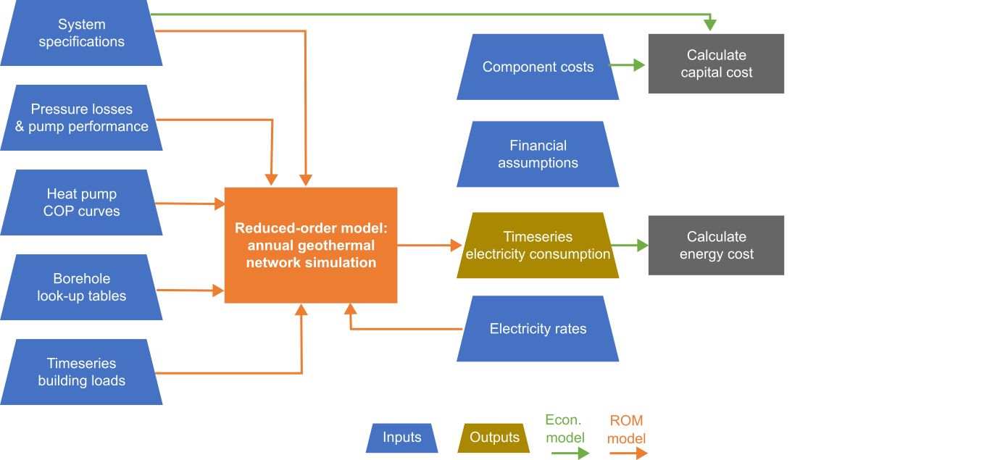 System
specifications
Pressure losses
& pump performance
Heat pump
COP curves
Borehole
look-up tables
Timeseries
building loads
Reduced-order model:
annual geothermal
network simulation
Component costs
Financial
assumptions
Timeseries
electricity consumption
Electricity rates
Calculate
capital cost
Calculate
energy cost
Inputs
Outputs
Econ.
model
ROM
model